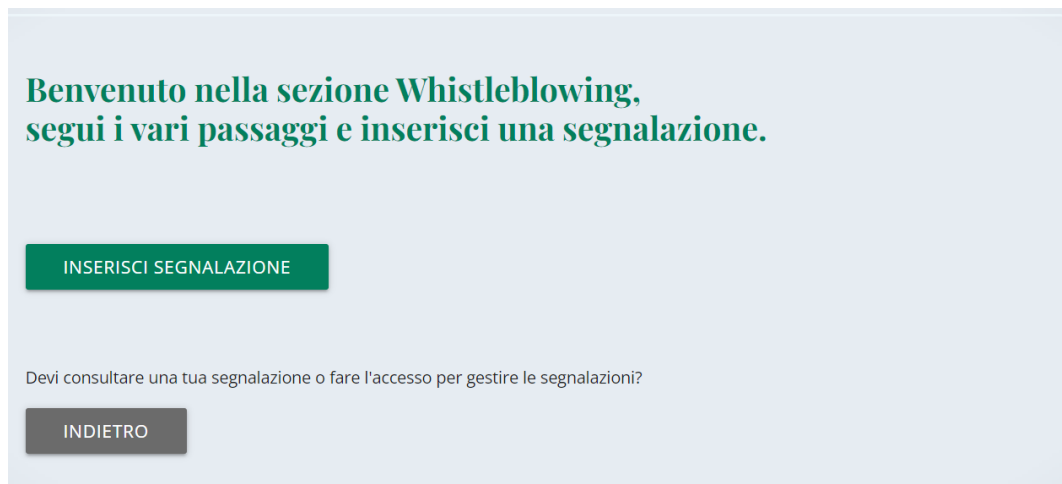 Benvenuto nella sezione Whistleblowing,
segui i vari passaggi e inserisci una segnalazione.
INSERISCI SEGNALAZIONE
Devi consultare una tua segnalazione o fare l'accesso per gestire le segnalazioni?
INDIETRO